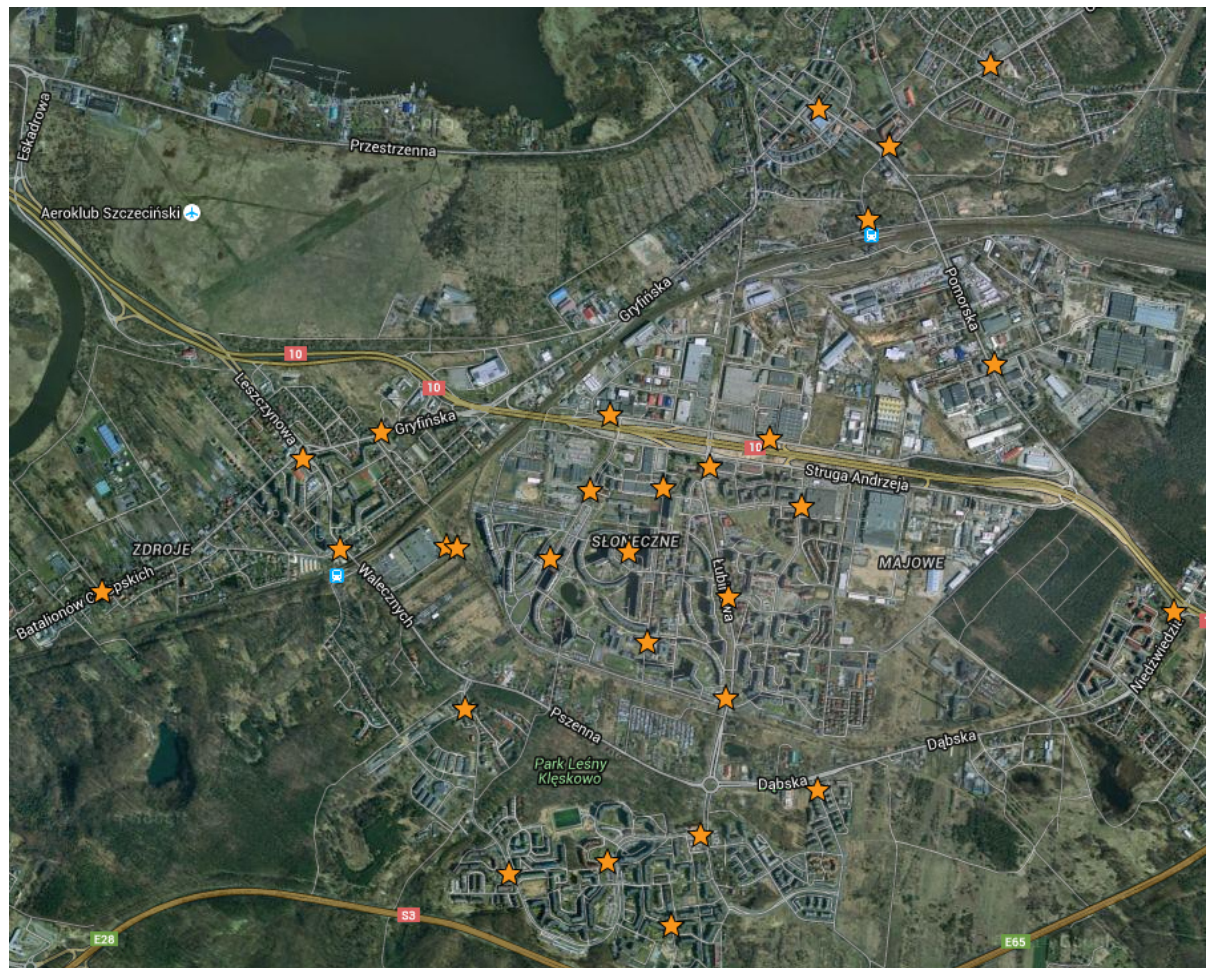 Eskadrowa
Przestrzenna
Aeroklub Szczeciński
Gryfińska
Pomorska
10
10
Leszczynowa
Gryfińska
10
Struga Andrzeja
ZDROJE
SŁONECZNE
MAJOWE
Walecznych
Batalionów
Niedźwiedzia
Pszenna
Dąbska
Park Leśny
Klęskowo
Dąbska
S3
E28
E65